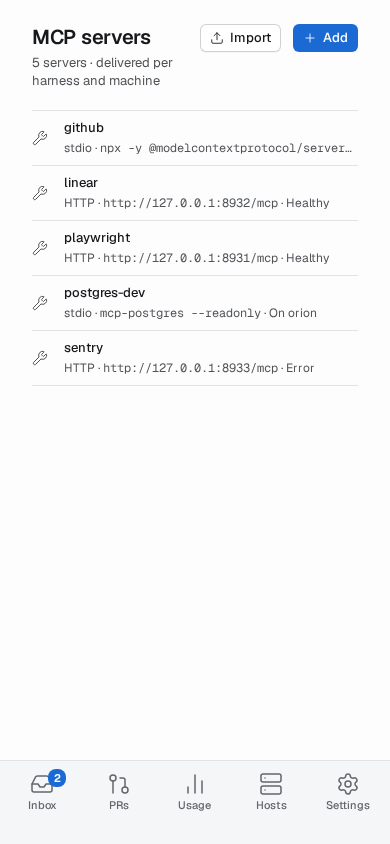 MCP servers
Import
Add
5 servers · delivered per
harness and machine
github
stdio · npx -y @modelcontextprotocol/server…
linear
HTTP · http://127.0.0.1:8932/mcp · Healthy
playwright
HTTP · http://127.0.0.1:8931/mcp · Healthy
postgres-dev
stdio · mcp-postgres --readonly · On orion
sentry
HTTP · http://127.0.0.1:8933/mcp · Error
2
Inbox
PRs
Usage
Hosts
Settings